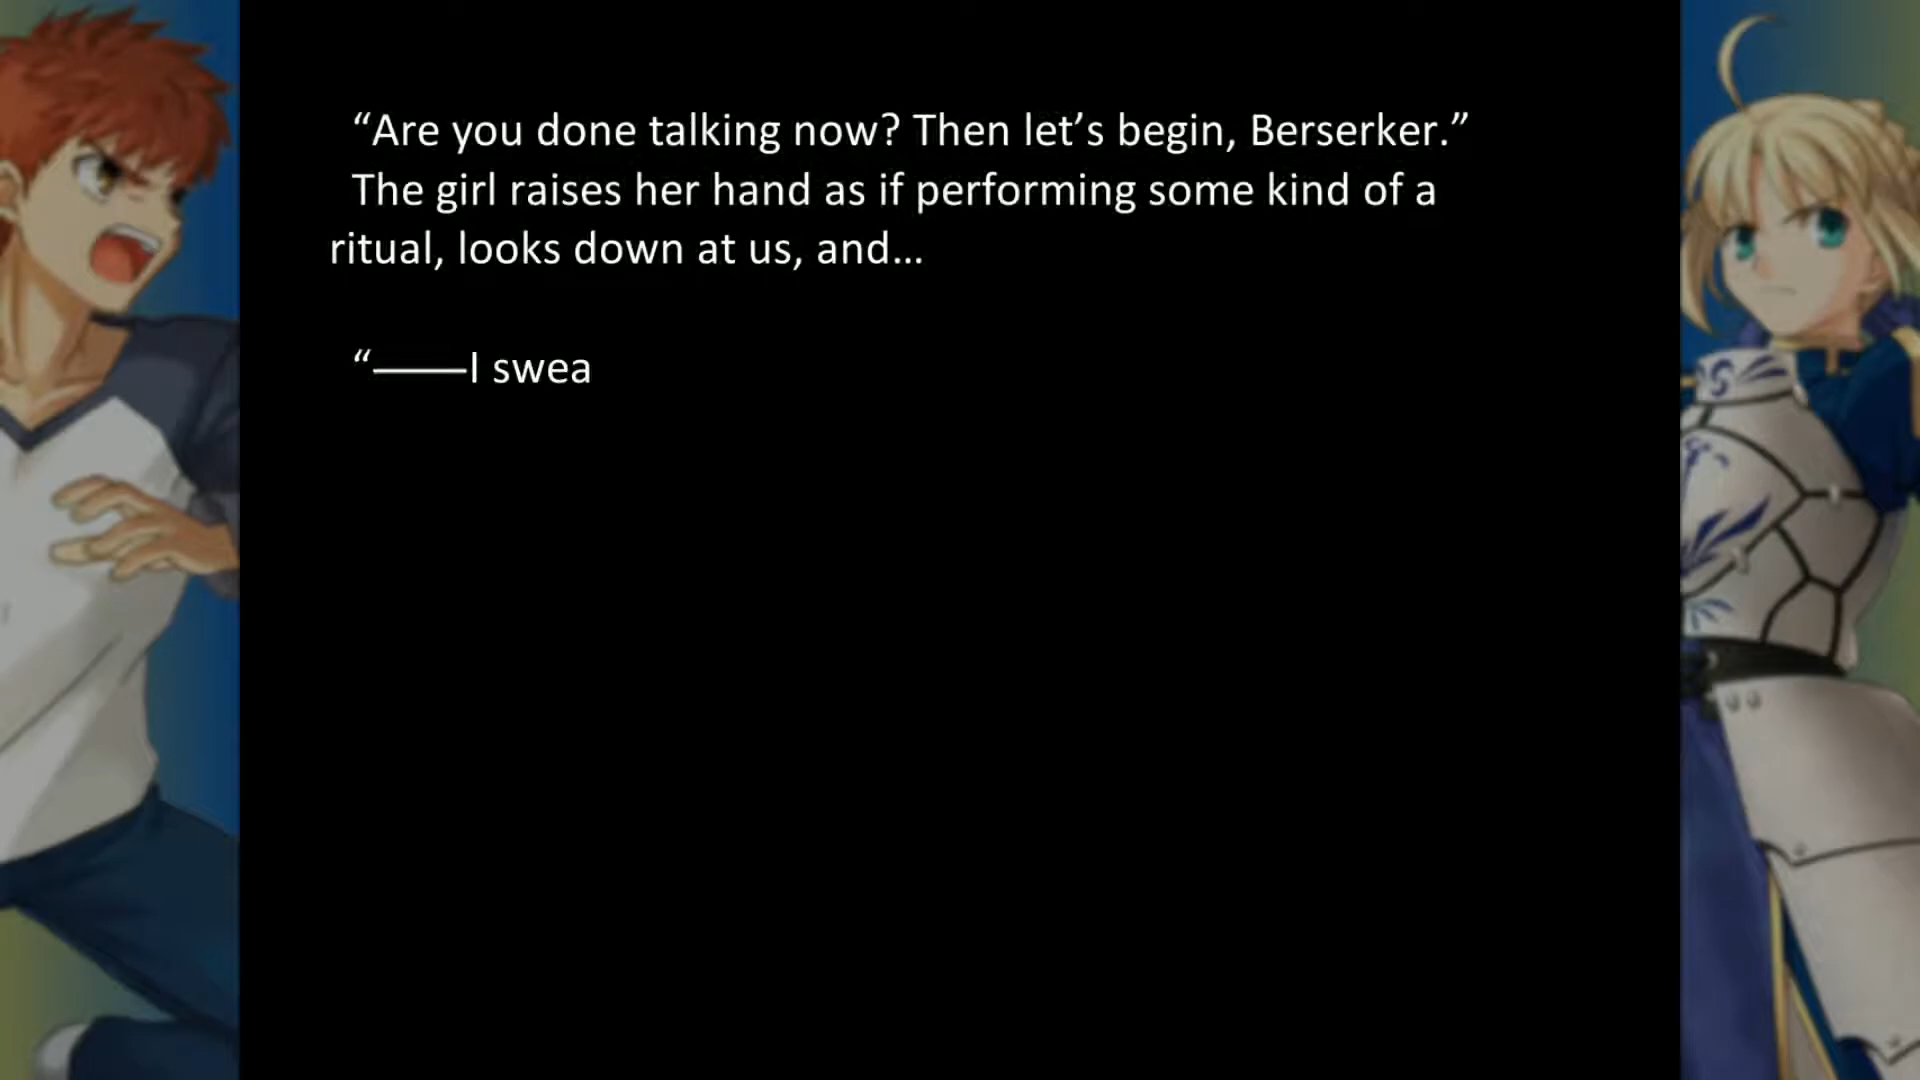 “Are you done talking now? Then let’s begin, Berserker.”
The girl raises her hand as if performing some kind of a
ritual, looks down at us, and…
“───I swea